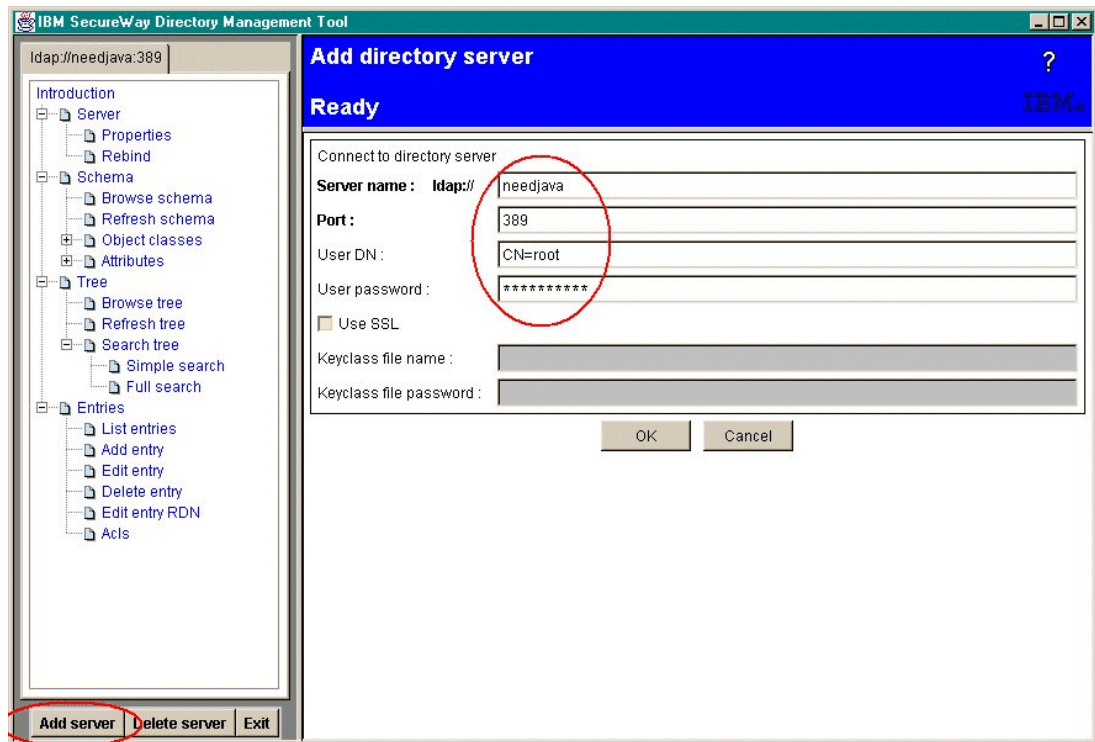 IBM SecureWay Directory Management Tool
ldap://needjava:389
Introduction
Server
Properties
Rebind
Schema
Browse schema
Refresh schema
Object classes
Attributes
Tree
Browse tree
Refresh tree
Search tree
Simple search
Full search
Entries
List entries
Add entry
Edit entry
Delete entry
Edit entry RDN
Acls
Add server Delete server Exit
Add directory server ?
Ready IBM®
Connect to directory server
Server name : ldap:// needjava
Port : 389
User DN : CN=root
User password : **********
Use SSL
Keyclass file name :
Keyclass file password :
OK Cancel